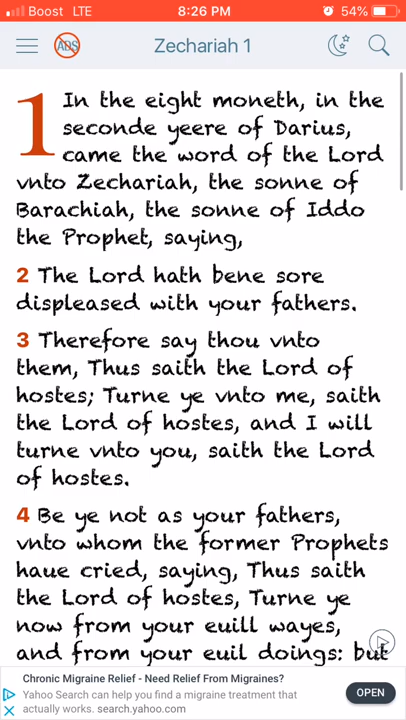 Boost LTE 8:26 PM 54%
ADS Zechariah 1
1 In the eight moneth, in the
seconde yeere of Darius,
came the word of the Lord
vnto Zechariah, the sonne of
Barachiah, the sonne of Iddo
the Prophet, saying,
2 The Lord hath bene sore
displeased with your fathers.
3 Therefore say thou vnto
them, Thus saith the Lord of
hostes; Turne ye vnto me, saith
the Lord of hostes, and I will
turne vnto you, saith the Lord
of hostes.
4 Be ye not as your fathers,
vnto whom the former Prophets
haue cried, saying, Thus saith
the Lord of hostes, Turne ye
now from your euill wayes,
and from your euil doings: but
Chronic Migraine Relief - Need Relief From Migraines?
Yahoo Search can help you find a migraine treatment that
actually works. search.yahoo.com
OPEN